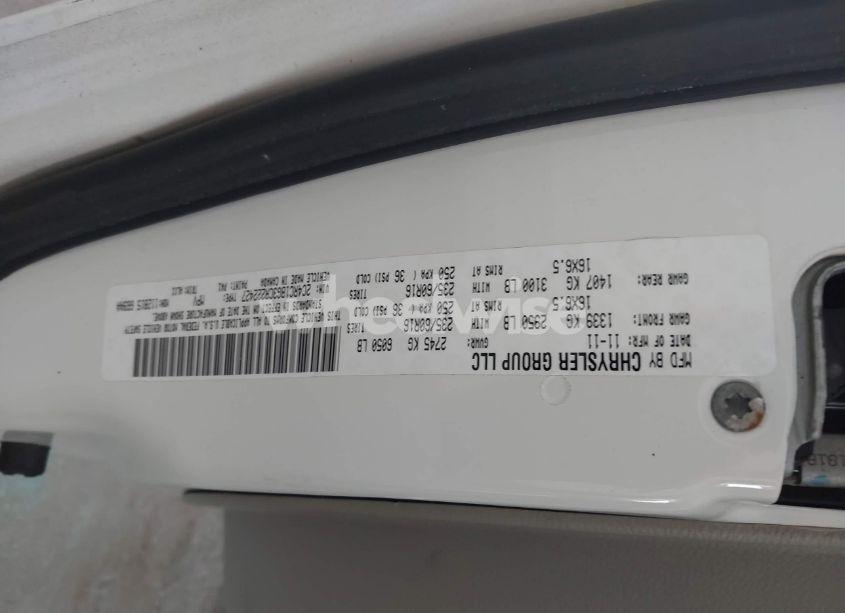 MFD BY CHRYSLER GROUP LLC
DATE OF MFR: 11-11 GVWR: 2745 KG 6050 LB
GAWR FRONT: 1339 KG 2950 LB WITH 235/60R16 TIRES
16X6.5 RIMS AT 250 KPA ( 36 PSI) COLD
GAWR REAR: 1407 KG 3100 LB WITH 235/60R16 TIRES
16X6.5 RIMS AT 250 KPA ( 36 PSI) COLD
THIS VEHICLE CONFORMS TO ALL APPLICABLE U.S.A. FEDERAL MOTOR VEHICLE SAFETY
STANDARDS IN EFFECT ON THE DATE OF MANUFACTURE SHOWN ABOVE.
TYPE: MPV
VEHICLE MADE IN CANADA PAINT: PW1